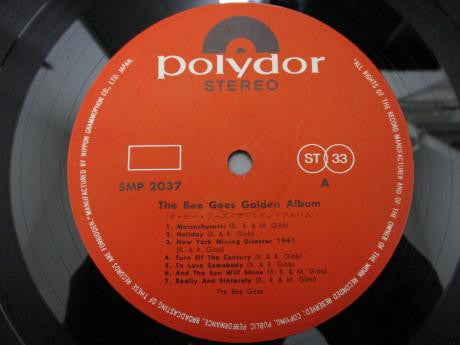 polydor
STEREO
SMP 2037
ST 33
A
The Bee Gees Golden Album
(ザ・ビー・ジーズ・ゴールデン・アルバム)
1. Massachusetts (B., R. & M. Gibb)
2. Holiday (B. & R. Gibb)
3. New York Mining Disaster 1941
(B. & R. Gibb)
4. Turn Of The Century (B. & R. Gibb)
5. To Love Somebody (B. & R. Gibb)
6. And The Sun Will Shine (B., R. & M. Gibb)
7. Really And Sincerely (B., R. & M. Gibb)
The Bee Gees
"ALL RIGHTS OF THE RECORD MANUFACTURER AND OF THE OWNER OF THE WORK RECORDED RESERVED! COPYING, PUBLIC PERFORMANCE, BROADCASTING OF THESE RECORDS ARE FORBIDDEN." MANUFACTURED BY NIPPON GRAMMOPHON CO., LTD. JAPAN.